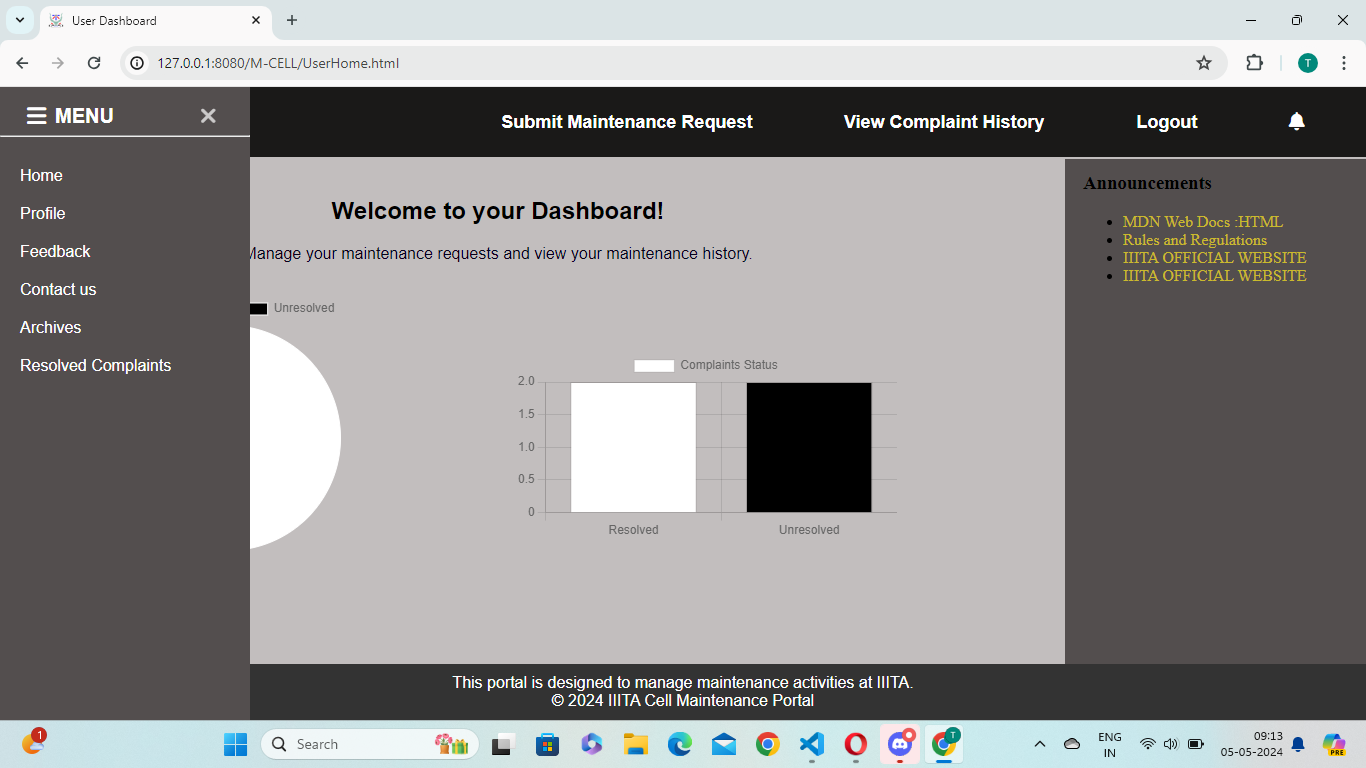 User Dashboard
127.0.0.1:8080/M-CELL/UserHome.html
T
MENU
Submit Maintenance Request
View Complaint History
Logout
Home
Profile
Feedback
Contact us
Archives
Resolved Complaints
Welcome to your Dashboard!
Manage your maintenance requests and view your maintenance history.
Unresolved
Complaints Status
2.0
1.5
1.0
0.5
0
Resolved
Unresolved
Announcements
MDN Web Docs :HTML
Rules and Regulations
IIITA OFFICIAL WEBSITE
IIITA OFFICIAL WEBSITE
This portal is designed to manage maintenance activities at IIITA.
© 2024 IIITA Cell Maintenance Portal
1
Search
T
ENG
IN
09:13
05-05-2024
PRE